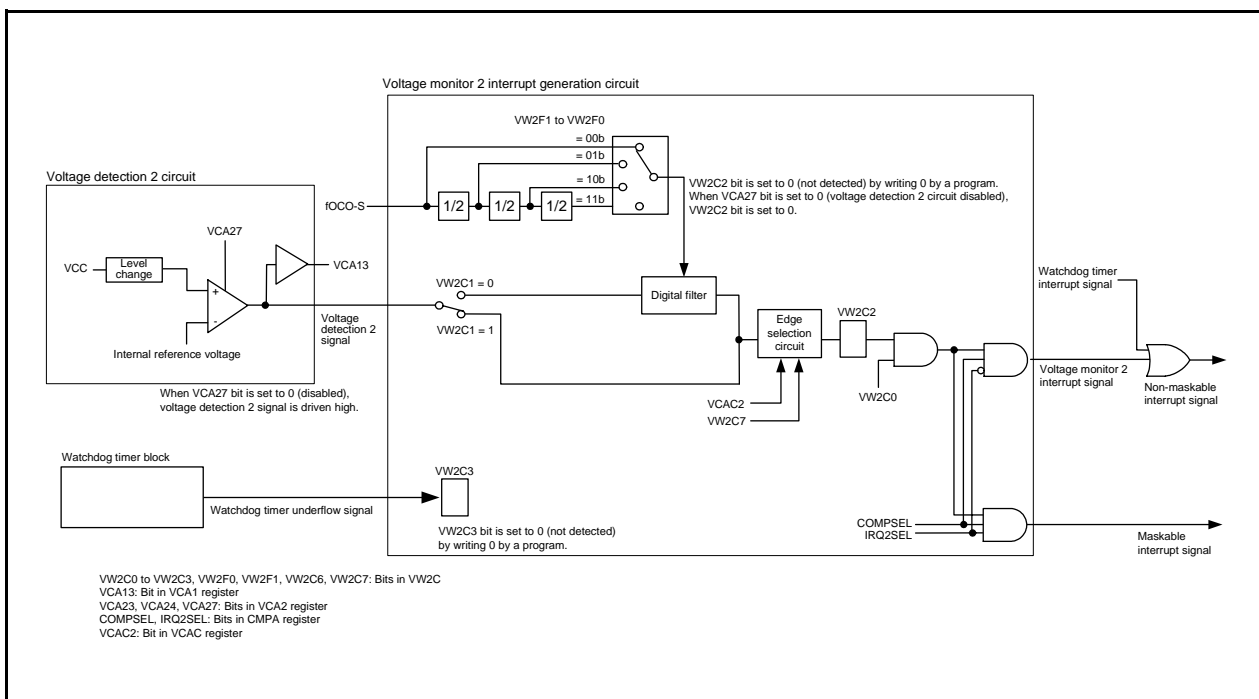 Voltage monitor 2 interrupt generation circuit
VW2F1 to VW2F0
= 00b
= 01b
= 10b
= 11b
fOCO-S
1/2
1/2
1/2
VW2C2 bit is set to 0 (not detected) by writing 0 by a program.
When VCA27 bit is set to 0 (voltage detection 2 circuit disabled),
VW2C2 bit is set to 0.
Voltage detection 2 circuit
VCA27
VCC
Level
change
+
-
VCA13
Internal reference voltage
Voltage
detection 2
signal
When VCA27 bit is set to 0 (disabled),
voltage detection 2 signal is driven high.
VW2C1 = 0
VW2C1 = 1
Digital filter
Edge
selection
circuit
VW2C2
VCAC2
VW2C7
VW2C0
Watchdog timer
interrupt signal
Voltage monitor 2
interrupt signal
Non-maskable
interrupt signal
Watchdog timer block
Watchdog timer underflow signal
VW2C3
VW2C3 bit is set to 0 (not detected)
by writing 0 by a program.
COMPSEL
IRQ2SEL
Maskable
interrupt signal
VW2C0 to VW2C3, VW2F0, VW2F1, VW2C6, VW2C7: Bits in VW2C
VCA13: Bit in VCA1 register
VCA23, VCA24, VCA27: Bits in VCA2 register
COMPSEL, IRQ2SEL: Bits in CMPA register
VCAC2: Bit in VCAC register